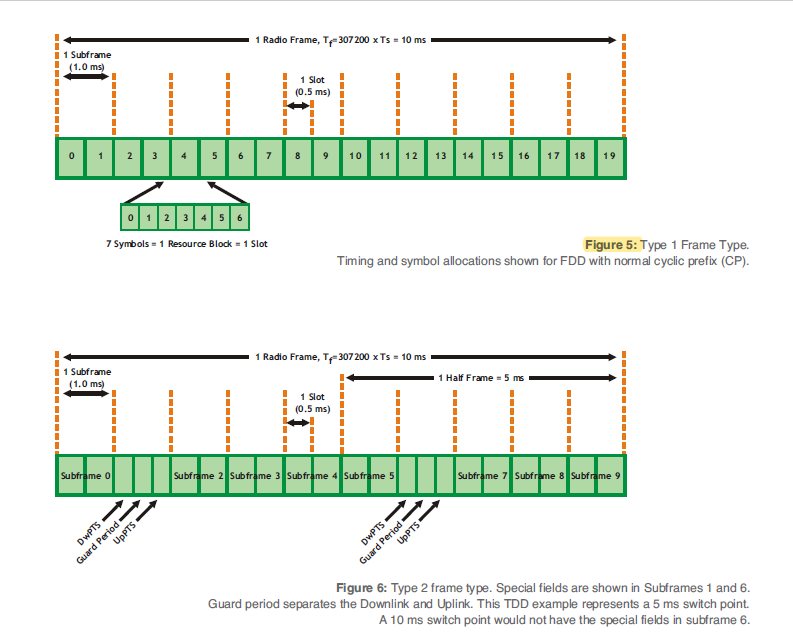 1 Radio Frame, Tf=307200 x Ts = 10 ms
1 Subframe
(1.0 ms)
1 Slot
(0.5 ms)
0 1 2 3 4 5 6 7 8 9 10 11 12 13 14 15 16 17 18 19
0 1 2 3 4 5 6
7 Symbols = 1 Resource Block = 1 Slot
Figure 5: Type 1 Frame Type.
Timing and symbol allocations shown for FDD with normal cyclic prefix (CP).
1 Radio Frame, Tf=307200 x Ts = 10 ms
1 Subframe
(1.0 ms)
1 Half Frame = 5 ms
1 Slot
(0.5 ms)
Subframe 0 Subframe 2 Subframe 3 Subframe 4 Subframe 5 Subframe 7 Subframe 8 Subframe 9
DwPTS
Guard Period
UpPTS
DwPTS
Guard Period
UpPTS
Figure 6: Type 2 frame type. Special fields are shown in Subframes 1 and 6.
Guard period separates the Downlink and Uplink. This TDD example represents a 5 ms switch point.
A 10 ms switch point would not have the special fields in subframe 6.